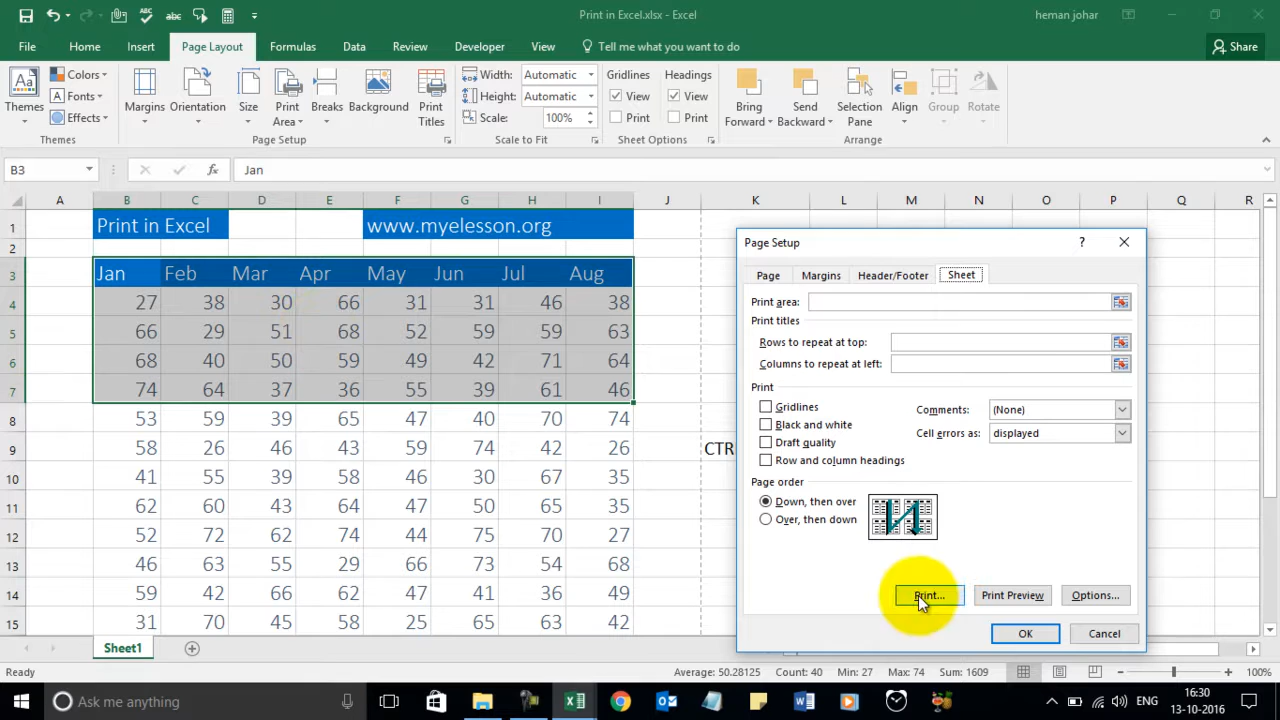 Print in Excel.xlsx - Excel
heman johar
File Home Insert Page Layout Formulas Data Review Developer View Tell me what you want to do Share
Themes Colors Fonts Effects Themes
Margins Orientation Size Print Area Breaks Background Print Titles Page Setup
Width: Automatic Height: Automatic Scale: 100% Scale to Fit
Gridlines View Print Headings View Print Sheet Options
Bring Forward Send Backward Selection Pane Align Group Rotate Arrange
B3 fx Jan
A B C D E F G H I J K L M N O P Q R
1 Print in Excel www.myelesson.org
2
3 Jan Feb Mar Apr May Jun Jul Aug
4 27 38 30 66 31 31 46 38
5 66 29 51 68 52 59 59 63
6 68 40 50 59 49 42 71 64
7 74 64 37 36 55 39 61 46
8 53 59 39 65 47 40 70 74
9 58 26 46 43 59 74 42 26 CTR
10 41 55 39 58 46 30 67 35
11 62 60 43 64 47 50 65 35
12 52 72 62 74 44 75 70 27
13 46 63 55 29 66 73 54 68
14 59 42 66 62 47 41 36 49
15 31 70 45 58 25 65 63 42
Page Setup ?
Page Margins Header/Footer Sheet
Print area:
Print titles
Rows to repeat at top:
Columns to repeat at left:
Print
Gridlines Comments: (None)
Black and white Cell errors as: displayed
Draft quality
Row and column headings
Page order
Down, then over
Over, then down
Print... Print Preview Options...
OK Cancel
Sheet1
Ready Average: 50.28125 Count: 40 Min: 27 Max: 74 Sum: 1609 100%
Ask me anything ENG 16:30
13-10-2016